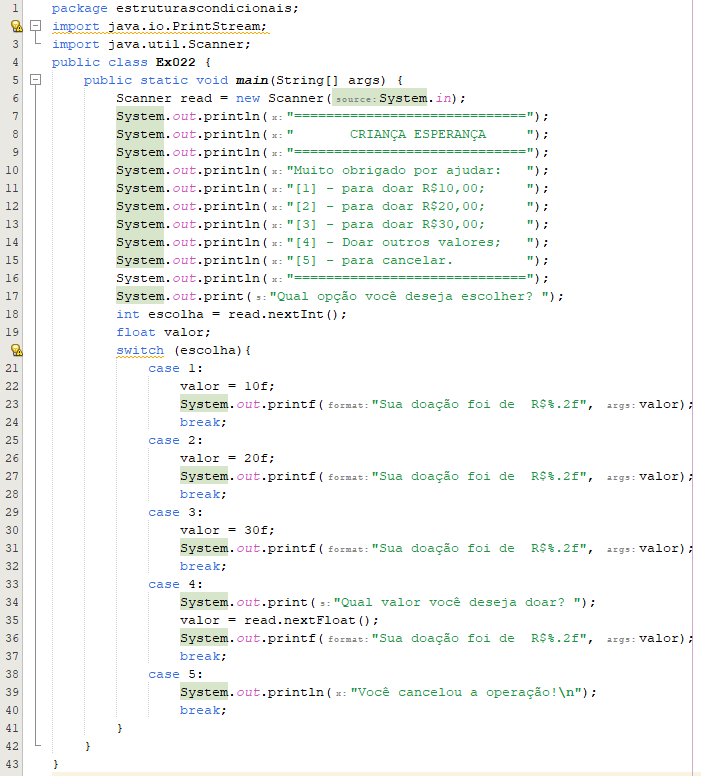 1 package estruturascondicionais;
import java.io.PrintStream;
3 import java.util.Scanner;
4 public class Ex022 {
5     public static void main(String[] args) {
6         Scanner read = new Scanner( source: System.in);
7         System.out.println( x: "=============================");
8         System.out.println( x: "       CRIANÇA ESPERANÇA     ");
9         System.out.println( x: "=============================");
10         System.out.println( x: "Muito obrigado por ajudar:   ");
11         System.out.println( x: "[1] - para doar R$10,00;     ");
12         System.out.println( x: "[2] - para doar R$20,00;     ");
13         System.out.println( x: "[3] - para doar R$30,00;     ");
14         System.out.println( x: "[4] - Doar outros valores;   ");
15         System.out.println( x: "[5] - para cancelar.         ");
16         System.out.println( x: "=============================");
17         System.out.print( s: "Qual opção você deseja escolher? ");
18         int escolha = read.nextInt();
19         float valor;
        switch (escolha){
21             case 1:
22                 valor = 10f;
23                 System.out.printf( format: "Sua doação foi de  R$%.2f", args: valor);
24                 break;
25             case 2:
26                 valor = 20f;
27                 System.out.printf( format: "Sua doação foi de  R$%.2f", args: valor);
28                 break;
29             case 3:
30                 valor = 30f;
31                 System.out.printf( format: "Sua doação foi de  R$%.2f", args: valor);
32                 break;
33             case 4:
34                 System.out.print( s: "Qual valor você deseja doar? ");
35                 valor = read.nextFloat();
36                 System.out.printf( format: "Sua doação foi de  R$%.2f", args: valor);
37                 break;
38             case 5:
39                 System.out.println( x: "Você cancelou a operação!\n");
40                 break;
41         }
42     }
43 }